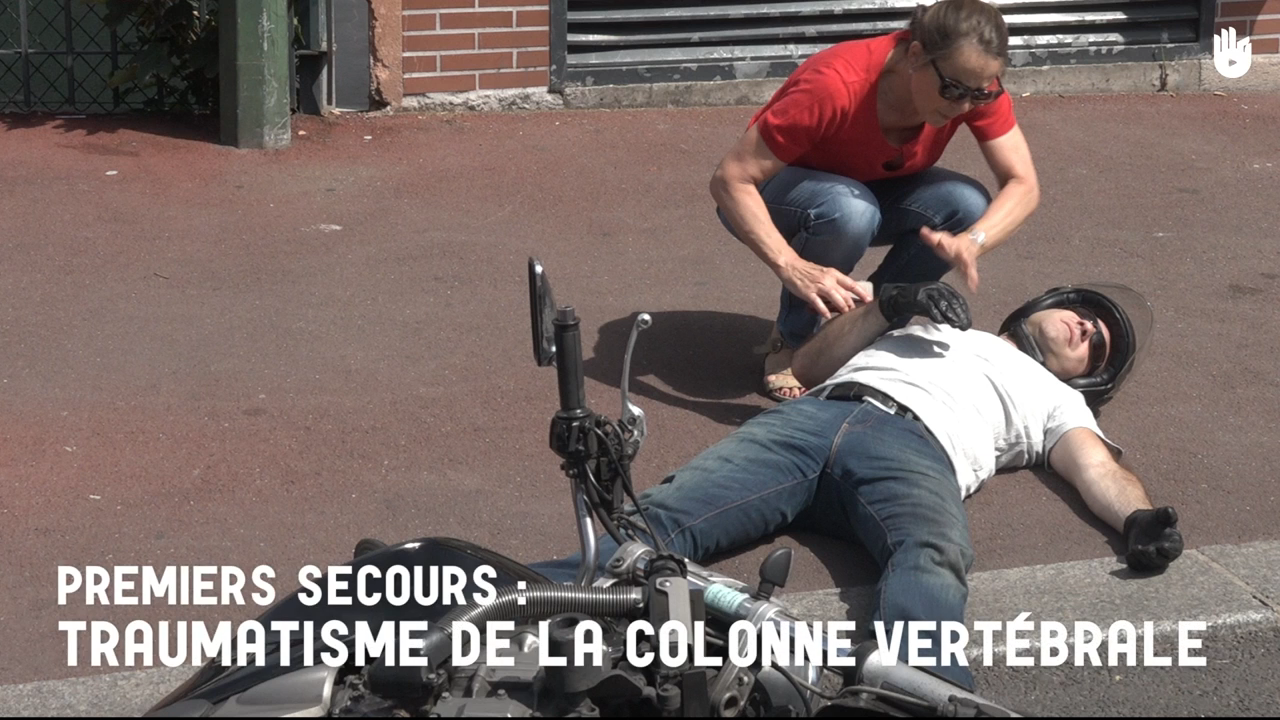 PREMIERS SECOURS :
TRAUMATISME DE LA COLONNE VERTÉBRALE